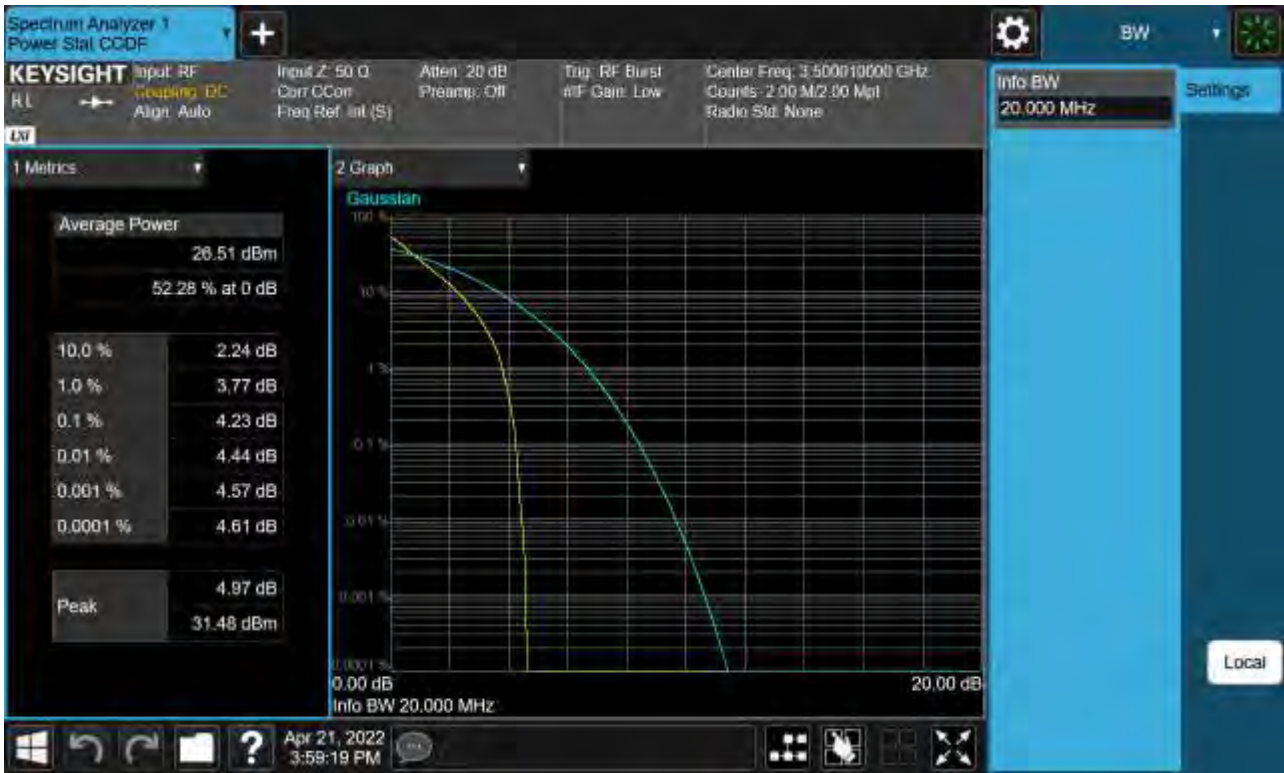 Spectrum Analyzer 1
Power Stat CCDF
+
BW
KEYSIGHT
RL
LXI
Input: RF
Coupling: DC
Align: Auto
Input Z: 50 Ω
Corr CCorr
Freq Ref: Int (S)
Atten: 20 dB
Preamp: Off
Trig: RF Burst
#IF Gain: Low
Center Freq: 3.500010000 GHz
Counts: 2.00 M/2.00 Mpt
Radio Std: None
Info BW
20.000 MHz
Settings
1 Metrics
Average Power
26.51 dBm
52.28 % at 0 dB
10.0 % 2.24 dB
1.0 % 3.77 dB
0.1 % 4.23 dB
0.01 % 4.44 dB
0.001 % 4.57 dB
0.0001 % 4.61 dB
Peak
4.97 dB
31.48 dBm
2 Graph
Gaussian
100 %
10 %
1 %
0.1 %
0.01 %
0.001 %
0.0001 %
0.00 dB
20.00 dB
Info BW 20.000 MHz
Local
?
Apr 21, 2022
3:59:19 PM